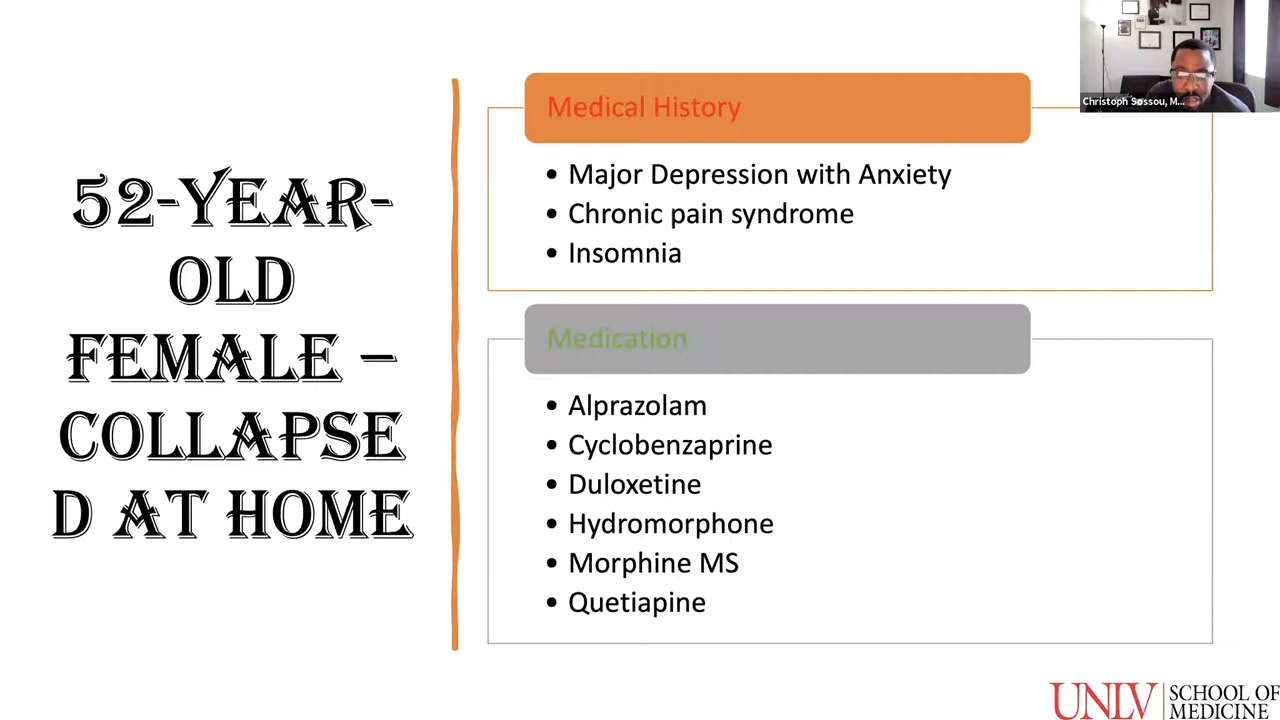 52-YEAR-
OLD
FEMALE –
COLLAPSE
D AT HOME
Medical History
• Major Depression with Anxiety
• Chronic pain syndrome
• Insomnia
Medication
• Alprazolam
• Cyclobenzaprine
• Duloxetine
• Hydromorphone
• Morphine MS
• Quetiapine
Christoph Sossou, M...
UNLV
SCHOOL OF
MEDICINE